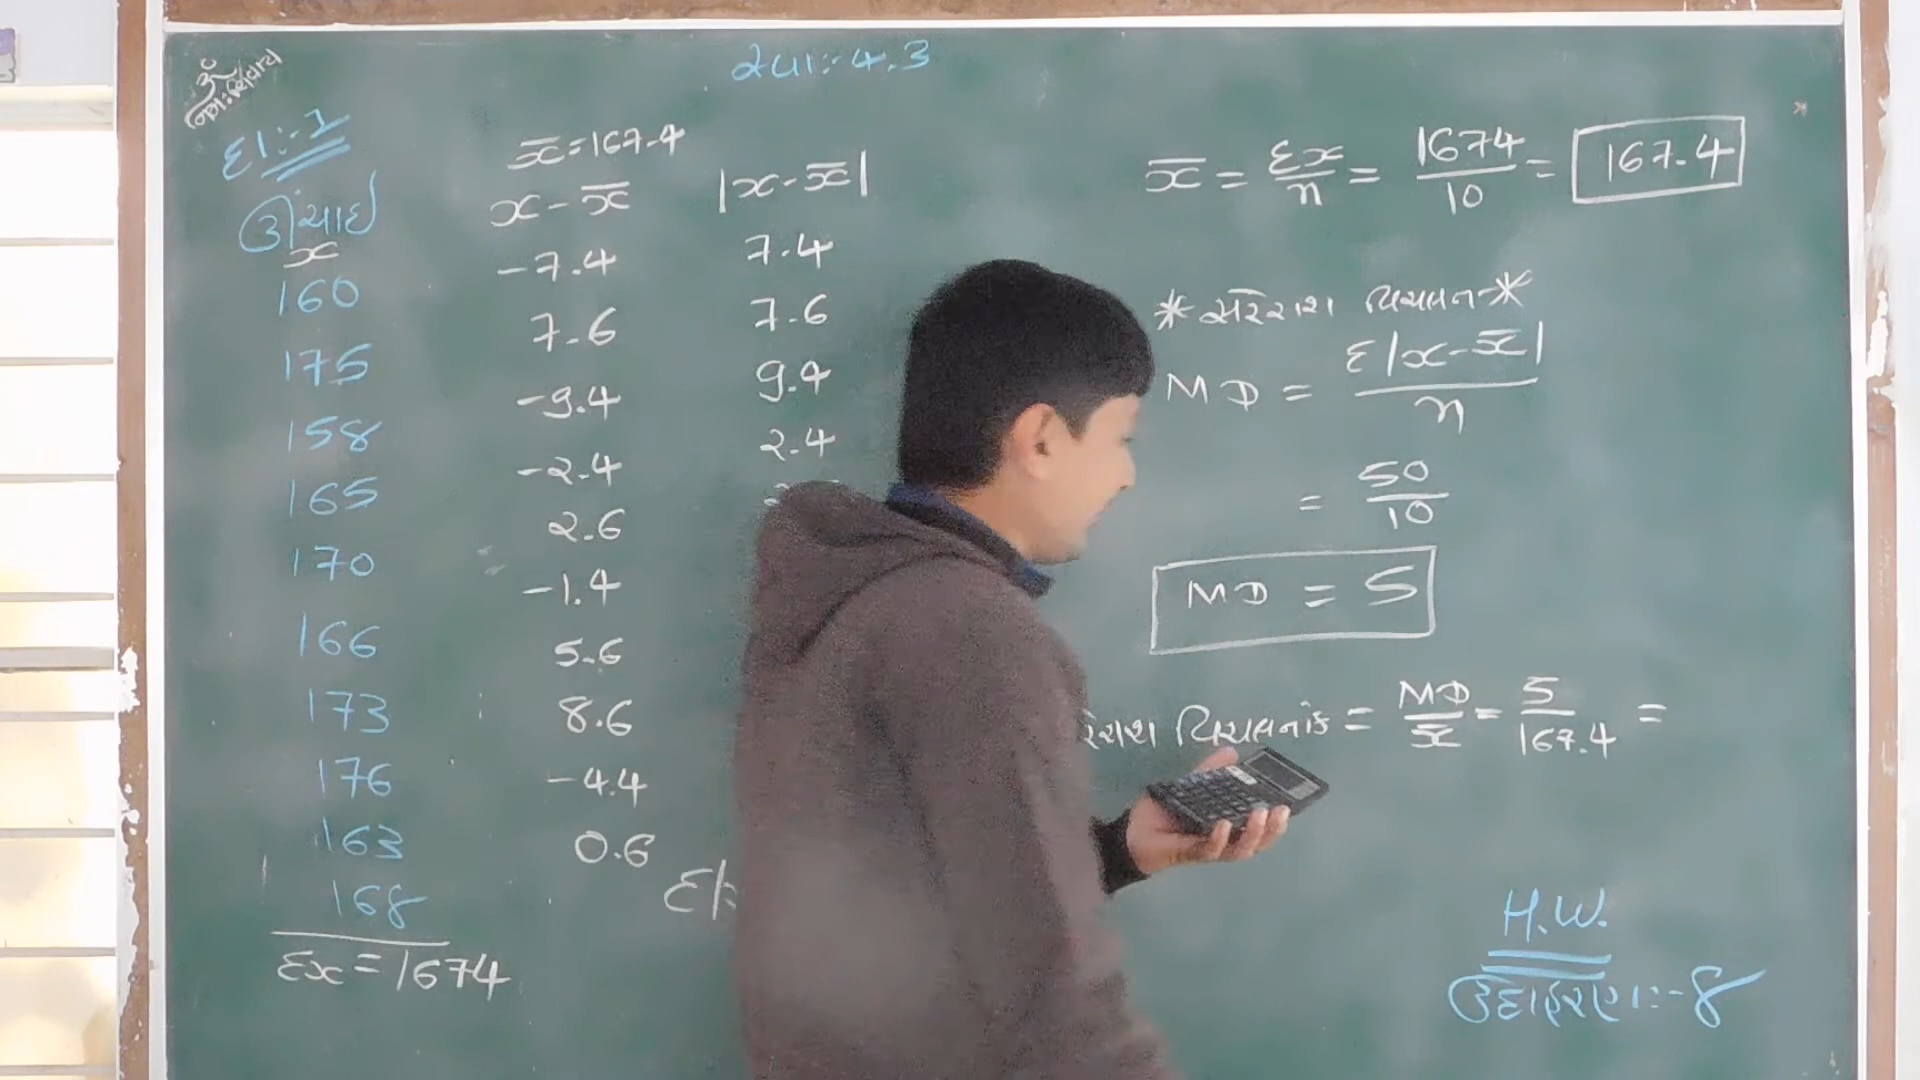 ૐ
નમઃ શિવાય
સ્વા:- ૪.૩
દા:-1
ઊંચાઇ
x
160
175
158
165
170
166
173
176
163
168
Σx = 1674
x̄ = 167.4
x - x̄
-7.4
7.6
-9.4
-2.4
2.6
-1.4
5.6
8.6
-4.4
0.6
|x - x̄|
7.4
7.6
9.4
2.4
Σ|x
x̄ = Σx/n = 1674/10 = 167.4
* સરેરાશ વિચલન *
MD = Σ|x - x̄|/n
= 50/10
MD = 5
રેરાશ વિચલનાંક = MD/x̄ = 5/167.4 =
H.W.
ઉદાહરણ:- 8